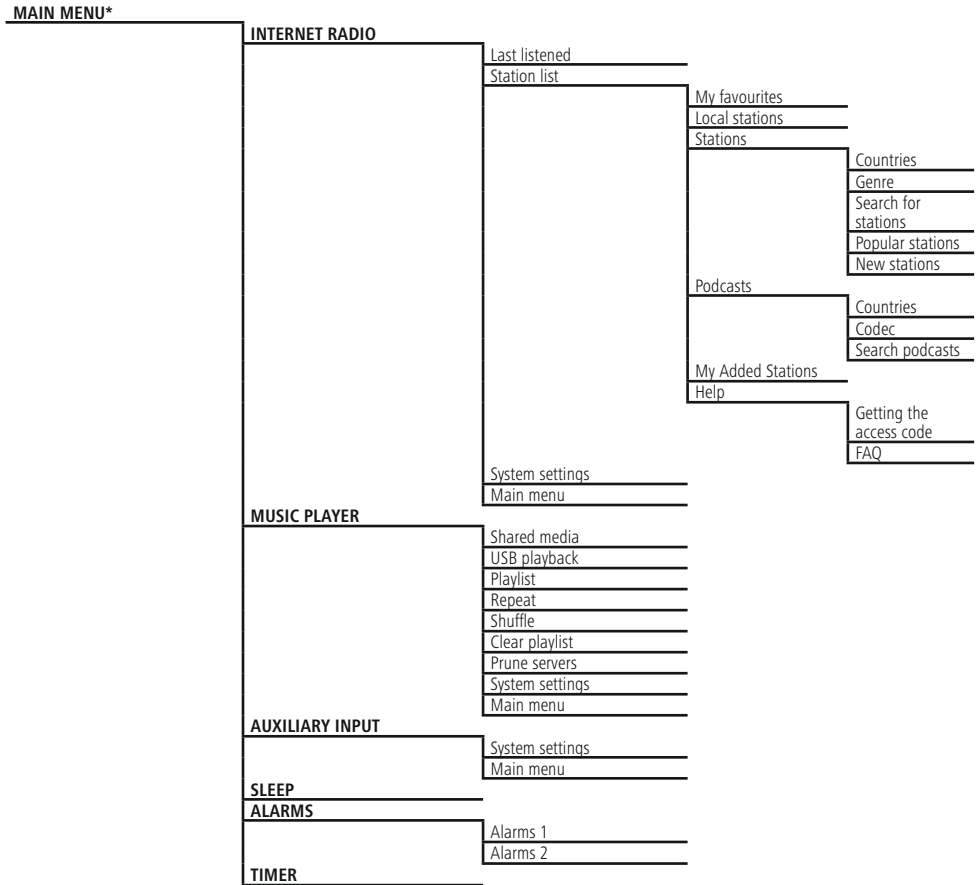 MAIN MENU*
INTERNET RADIO
Last listened
Station list
My favourites
Local stations
Stations
Countries
Genre
Search for
stations
Popular stations
New stations
Podcasts
Countries
Codec
Search podcasts
My Added Stations
Help
Getting the
access code
FAQ
System settings
Main menu
MUSIC PLAYER
Shared media
USB playback
Playlist
Repeat
Shuffle
Clear playlist
Prune servers
System settings
Main menu
AUXILIARY INPUT
System settings
Main menu
SLEEP
ALARMS
Alarms 1
Alarms 2
TIMER